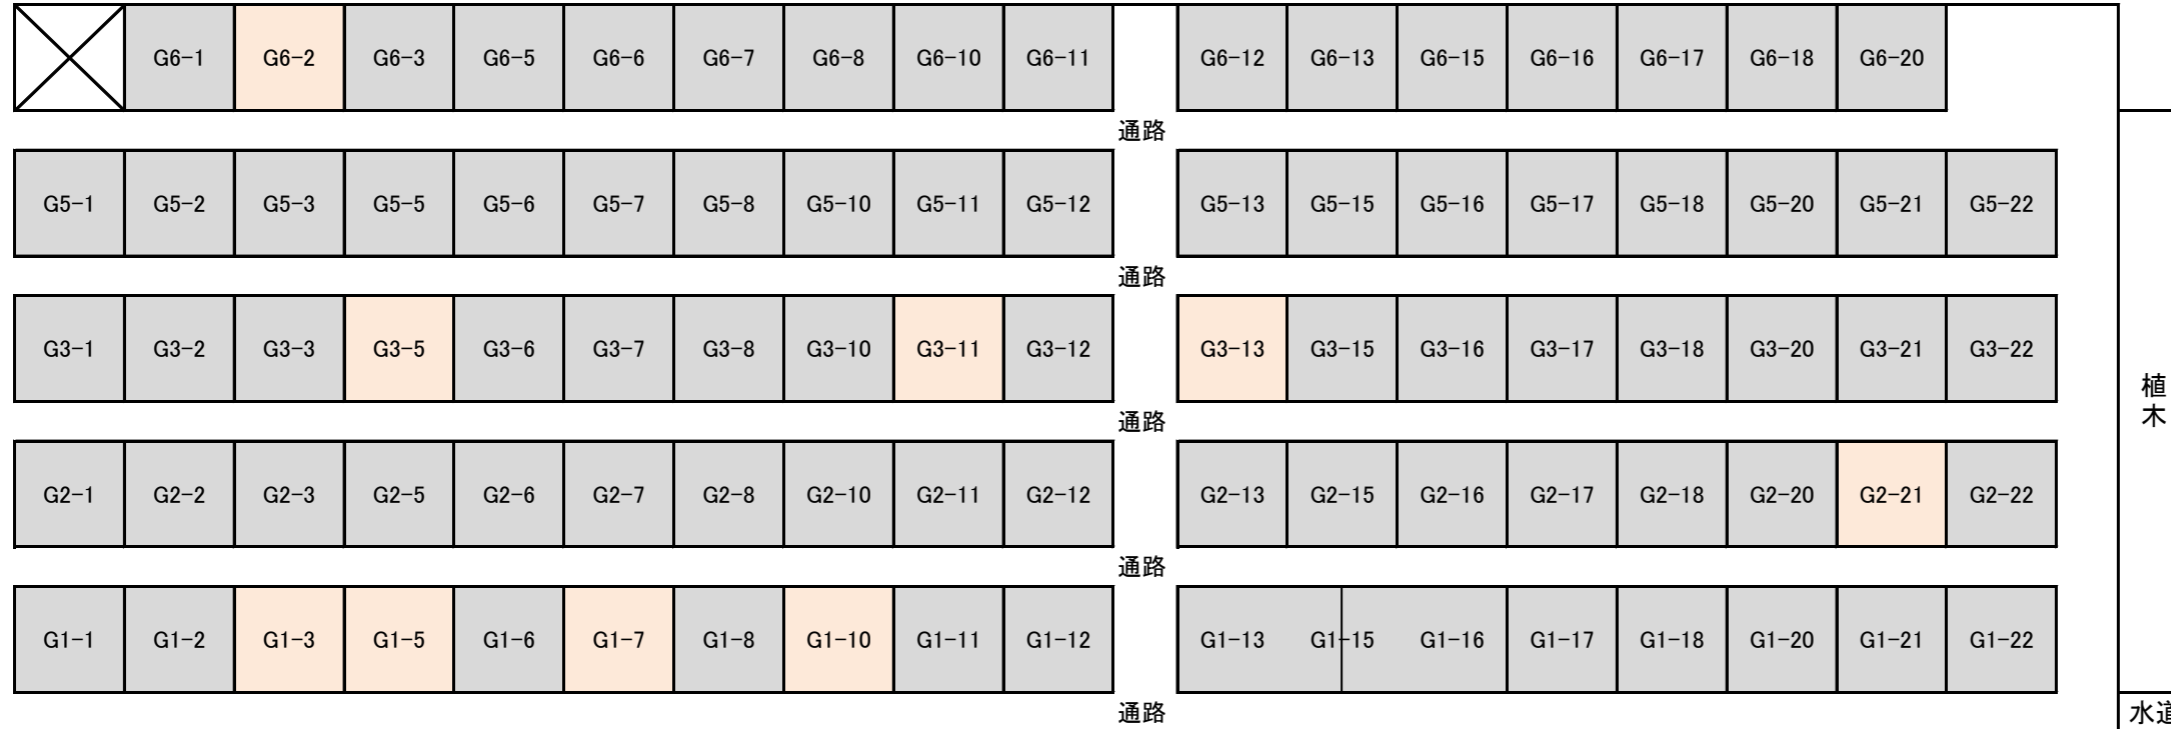 G6-1 G6-2 G6-3 G6-5 G6-6 G6-7 G6-8 G6-10 G6-11 G6-12 G6-13 G6-15 G6-16 G6-17 G6-18 G6-20
通路
G5-1 G5-2 G5-3 G5-5 G5-6 G5-7 G5-8 G5-10 G5-11 G5-12 G5-13 G5-15 G5-16 G5-17 G5-18 G5-20 G5-21 G5-22
通路
G3-1 G3-2 G3-3 G3-5 G3-6 G3-7 G3-8 G3-10 G3-11 G3-12 G3-13 G3-15 G3-16 G3-17 G3-18 G3-20 G3-21 G3-22
植木
通路
G2-1 G2-2 G2-3 G2-5 G2-6 G2-7 G2-8 G2-10 G2-11 G2-12 G2-13 G2-15 G2-16 G2-17 G2-18 G2-20 G2-21 G2-22
通路
G1-1 G1-2 G1-3 G1-5 G1-6 G1-7 G1-8 G1-10 G1-11 G1-12 G1-13 G1-15 G1-16 G1-17 G1-18 G1-20 G1-21 G1-22
通路
水道